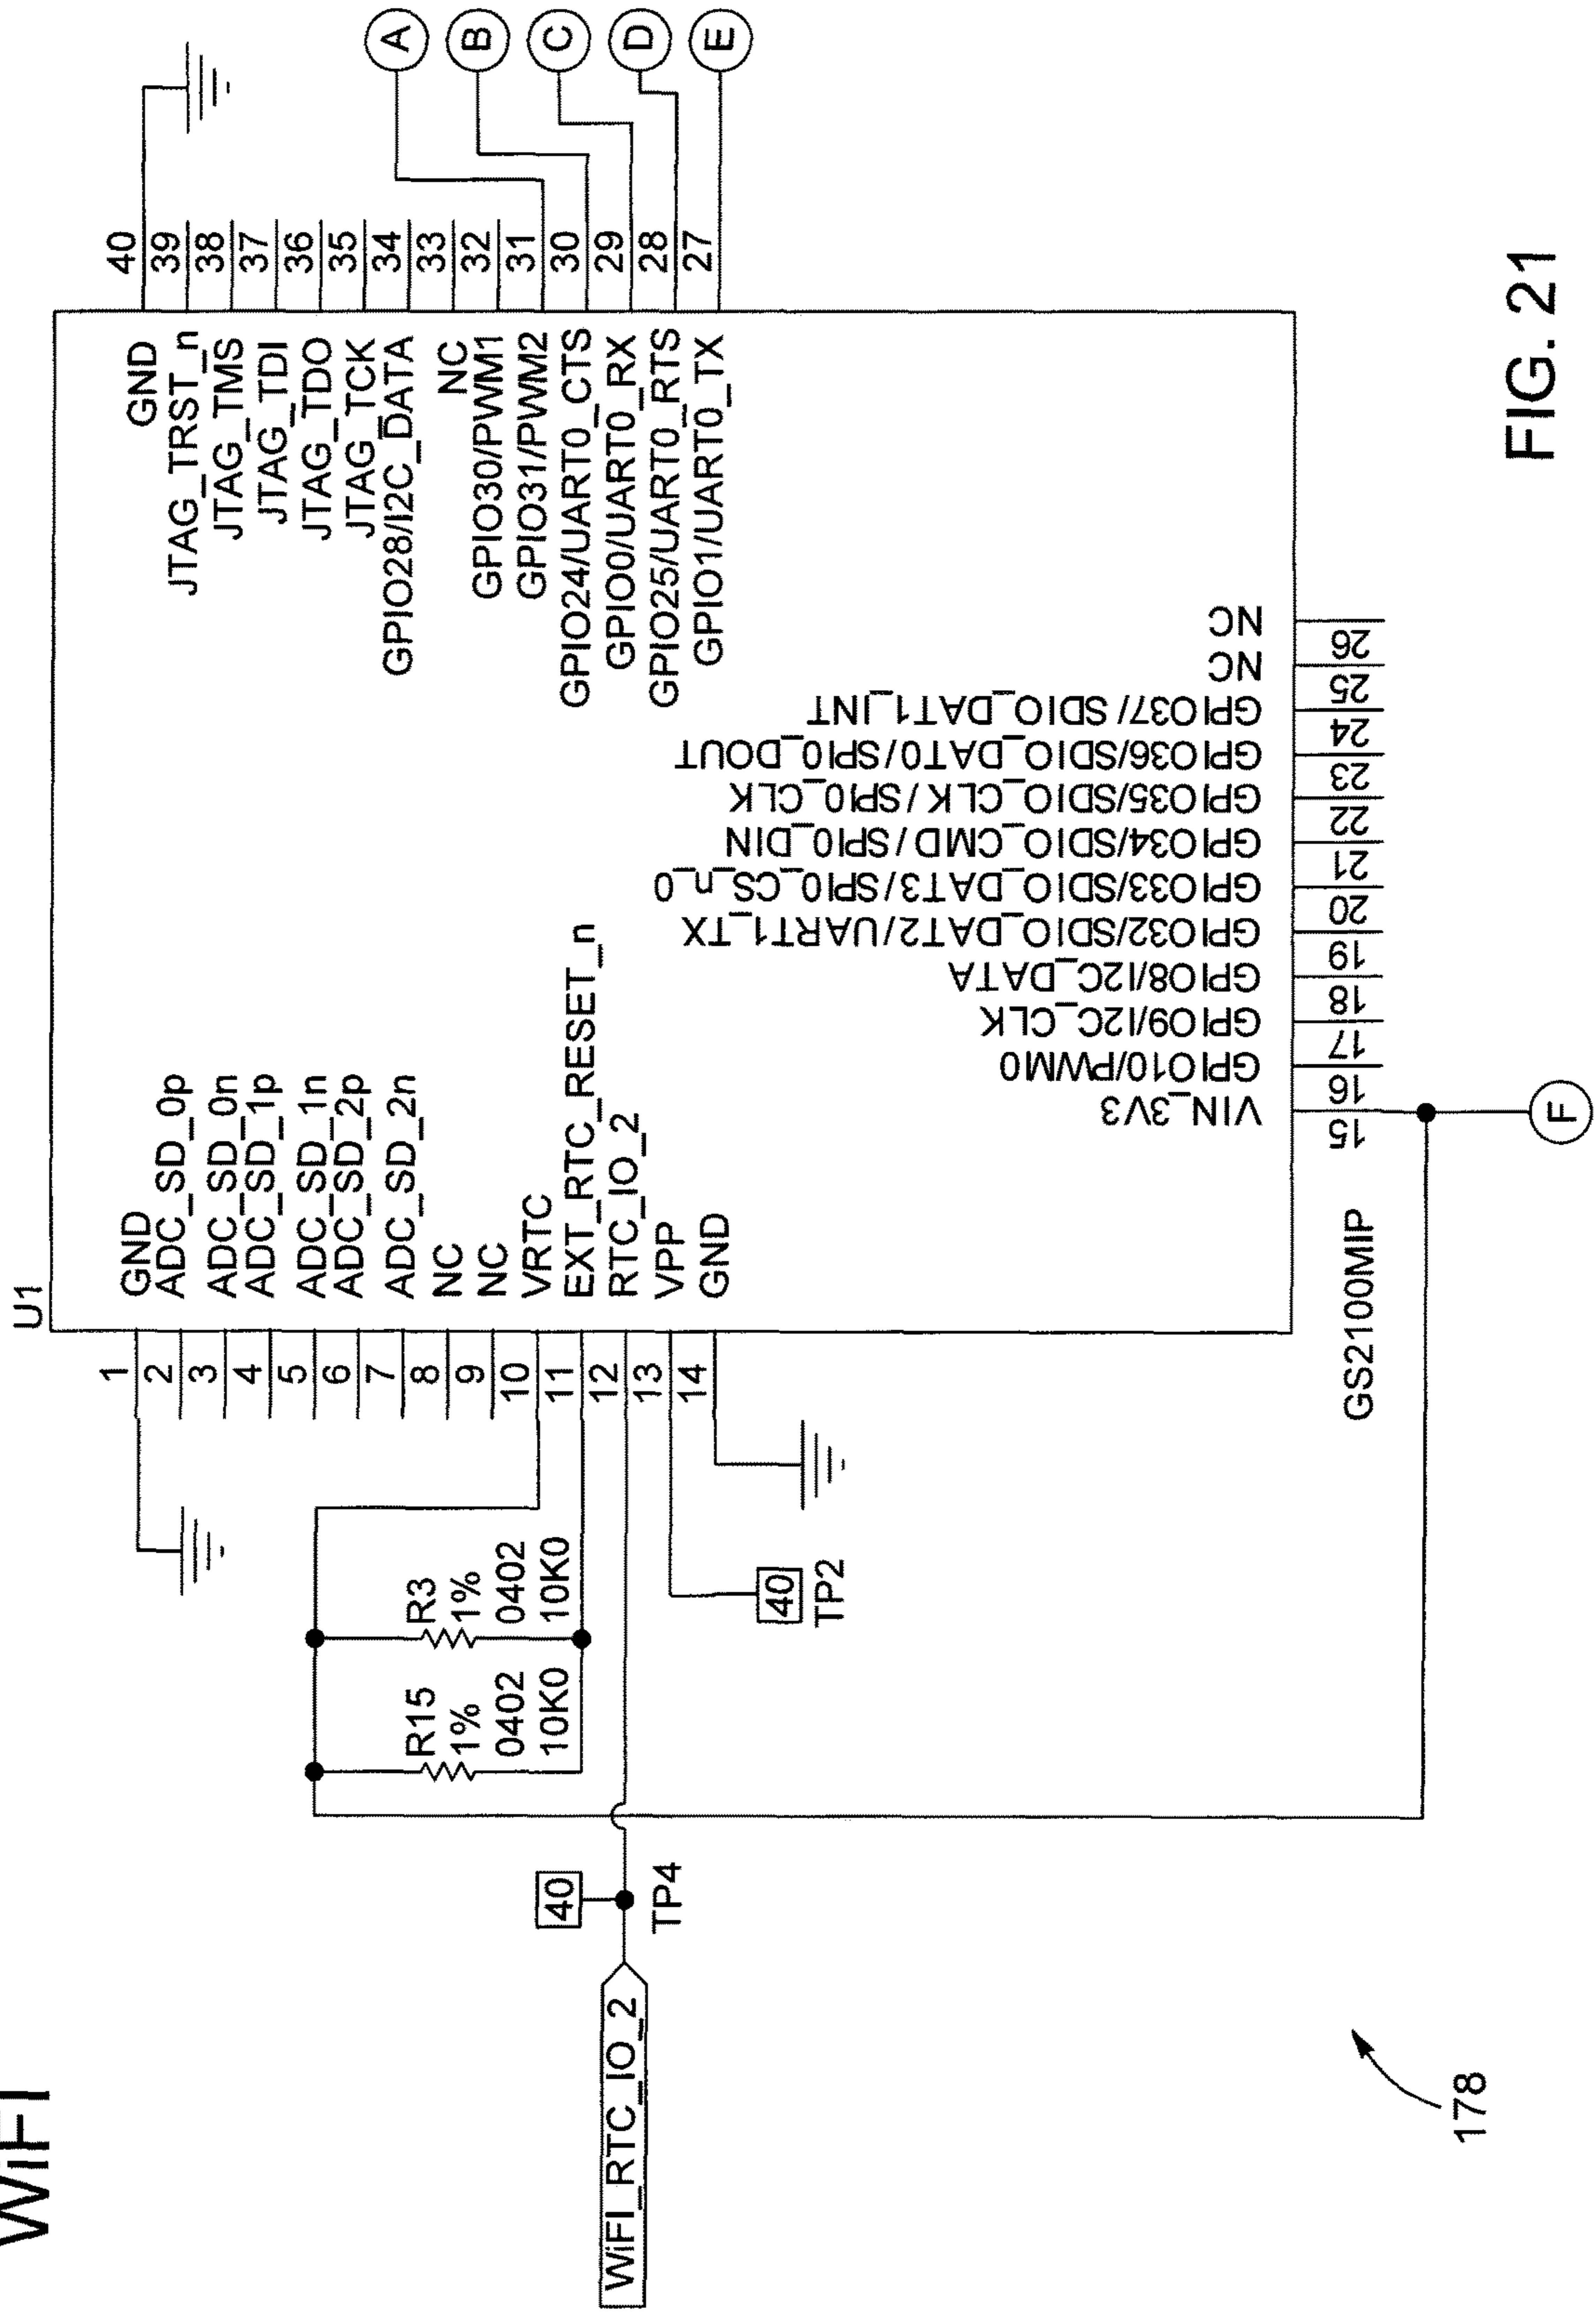 WiFI
U1
1 GND
2 ADC_SD_0p
3 ADC_SD_0n
4 ADC_SD_1p
5 ADC_SD_1n
6 ADC_SD_2p
7 ADC_SD_2n
8 NC
9 NC
10 VRTC
11 EXT_RTC_RESET_n
12 RTC_IO_2
13 VPP
14 GND
GND 40
JTAG_TRST_n 39
JTAG_TMS 38
JTAG_TDI 37
JTAG_TDO 36
JTAG_TCK 35
GPIO28/I2C_DATA 34
NC 33
GPIO30/PWM1 32
GPIO31/PWM2 31
GPIO24/UART0_CTS 30
GPIO0/UART0_RX 29
GPIO25/UART0_RTS 28
GPIO1/UART0_TX 27
A
B
C
D
E
VIN_3V3 15
GPIO10/PWM0 16
GPIO9/I2C_CLK 17
GPIO8/I2C_DATA 18
GPIO32/SDIO_DAT2/UART1_TX 19
GPIO33/SDIO_DAT3/SPI0_CS_n_0 20
GPIO34/SDIO_CMD/SPI0_DIN 21
GPIO35/SDIO_CLK/SPI0_CLK 22
GPIO36/SDIO_DAT0/SPI0_DOUT 23
GPIO37/SDIO_DAT1_INT 24
NC 25
NC 26
R15
1%
0402
10K0
R3
1%
0402
10K0
40
TP4
WiFI_RTC_IO_2
40
TP2
GS2100MIP
F
178
FIG. 21